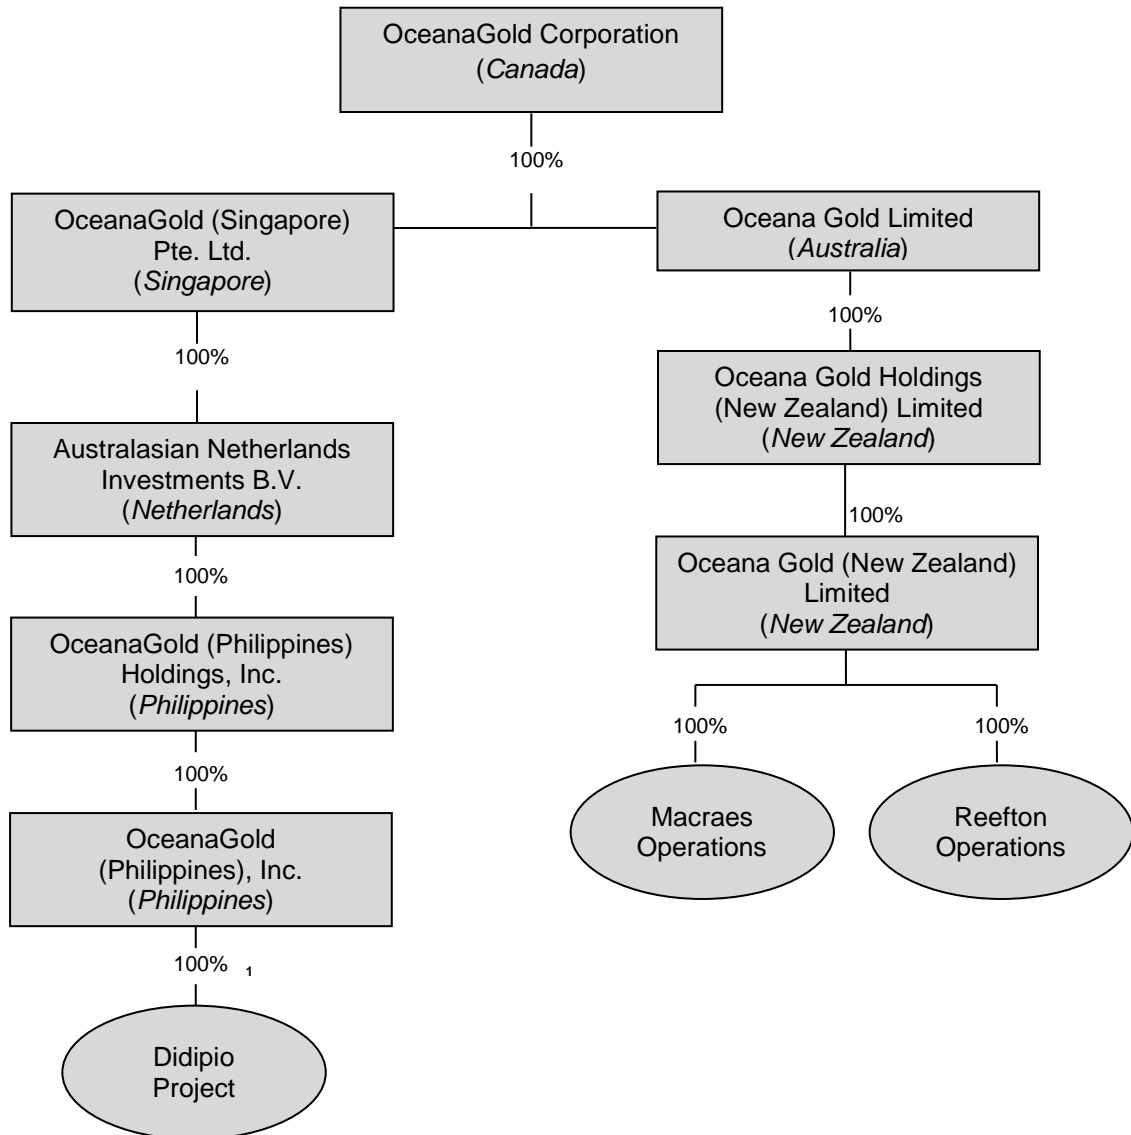 OceanaGold Corporation
(Canada)
100%
OceanaGold (Singapore)
Pte. Ltd.
(Singapore)
Oceana Gold Limited
(Australia)
100%
100%
Oceana Gold Holdings
(New Zealand) Limited
(New Zealand)
Australasian Netherlands
Investments B.V.
(Netherlands)
100%
Oceana Gold (New Zealand)
Limited
(New Zealand)
100%
OceanaGold (Philippines)
Holdings, Inc.
(Philippines)
100%
100%
100%
OceanaGold
(Philippines), Inc.
(Philippines)
Macraes
Operations
Reefton
Operations
100% 1
Didipio
Project